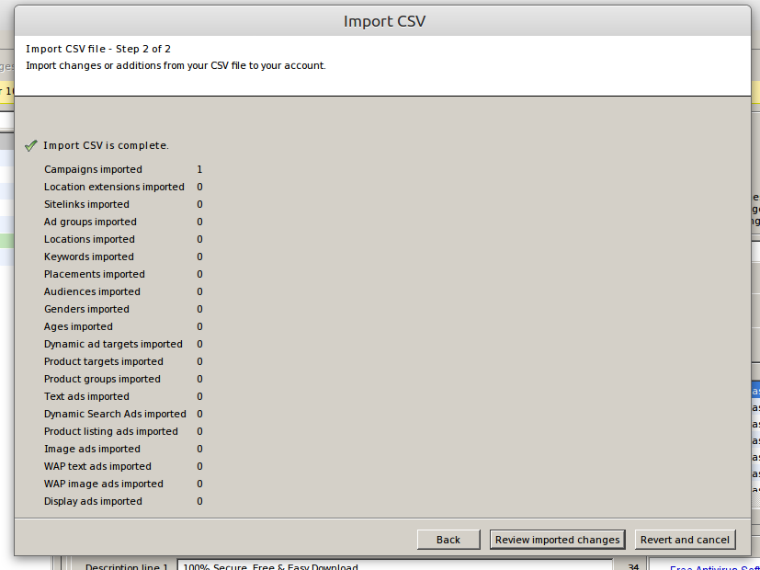 Import CSV
Import CSV file - Step 2 of 2
Import changes or additions from your CSV file to your account.
Import CSV is complete.
Campaigns imported 1
Location extensions imported 0
Sitelinks imported 0
Ad groups imported 0
Locations imported 0
Keywords imported 0
Placements imported 0
Audiences imported 0
Genders imported 0
Ages imported 0
Dynamic ad targets imported 0
Product targets imported 0
Product groups imported 0
Text ads imported 0
Dynamic Search Ads imported 0
Product listing ads imported 0
Image ads imported 0
WAP text ads imported 0
WAP image ads imported 0
Display ads imported 0
Back Review imported changes Revert and cancel
Description line 1 100% Secure, Free & Easy Download 34 Free Antivirus